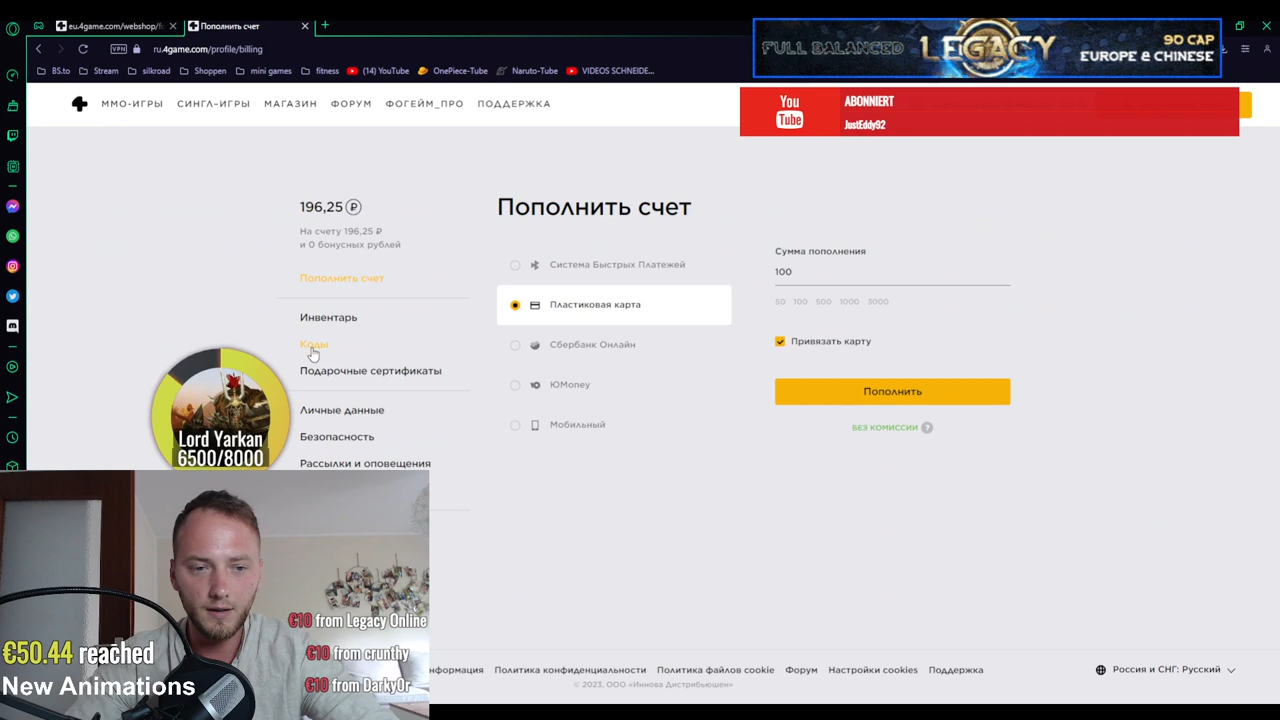 eu.4game.com/webshop/b
Пополнить счет
VPN
ru.4game.com/profile/billing
BS.to
Stream
silkroad
Shoppen
mini games
fitness
(14) YouTube
OnePiece-Tube
Naruto-Tube
VIDEOS SCHNEIDE...
FULL BALANCED
LEGACY
90 CAP
EUROPE & CHINESE
You
Tube
ABONNIERT
JustEddy92
ММО-ИГРЫ
СИНГЛ-ИГРЫ
МАГАЗИН
ФОРУМ
ФОГЕЙМ_ПРО
ПОДДЕРЖКА
196,25 ₽
На счету 196,25 ₽
и 0 бонусных рублей
Пополнить счет
Инвентарь
Коды
Подарочные сертификаты
Личные данные
Безопасность
Рассылки и оповещения
Пополнить счет
Система Быстрых Платежей
Пластиковая карта
Сбербанк Онлайн
ЮMoney
Мобильный
Сумма пополнения
100
50 100 500 1000 3000
Привязать карту
Пополнить
БЕЗ КОМИССИИ ?
Lord Yarkan
6500/8000
€10 from Legacy Online
€10 from crunthy
€10 from DarkyOr
€50.44 reached
New Animations
нформация
Политика конфиденциальности
Политика файлов cookie
Форум
Настройки cookies
Поддержка
© 2023, ООО «Иннова Дистрибьюшен»
Россия и СНГ: Русский